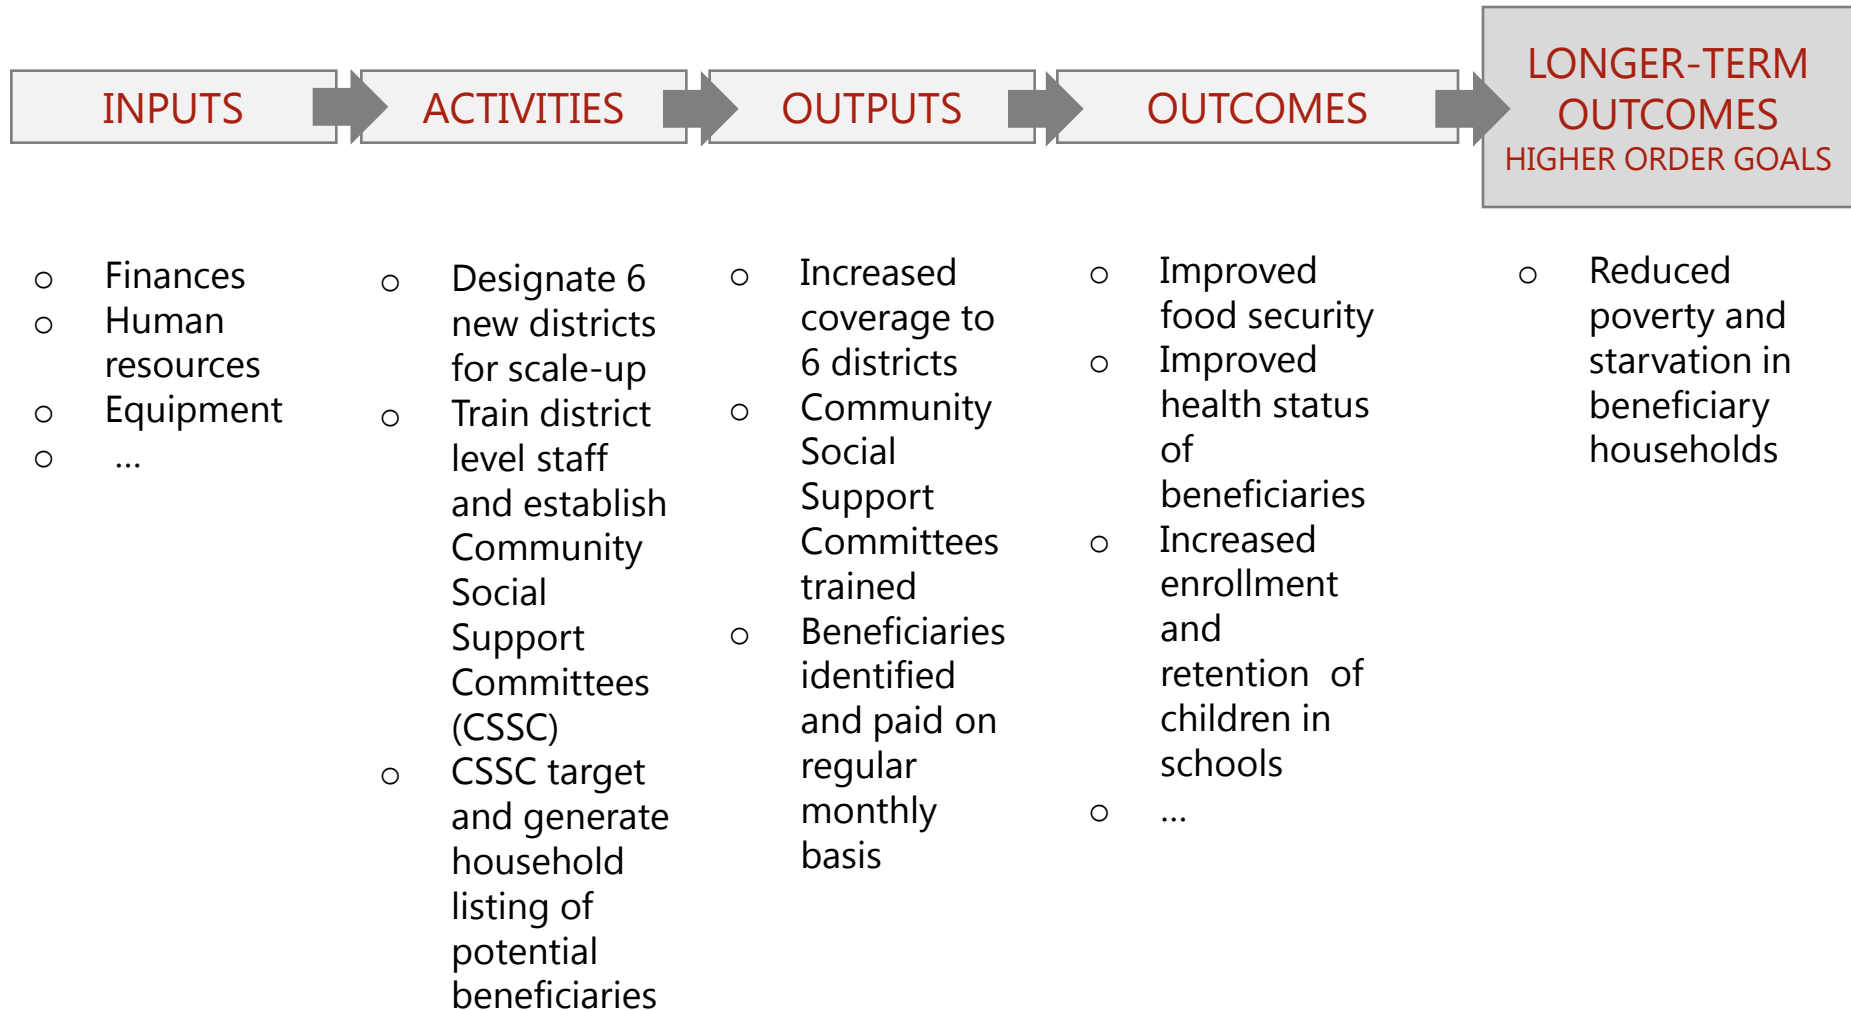 INPUTS
ACTIVITIES
OUTPUTS
OUTCOMES
LONGER-TERM
OUTCOMES
HIGHER ORDER GOALS
o Finances
o Human
resources
o Equipment
o ...
o Designate 6
new districts
for scale-up
o Train district
level staff
and establish
Community
Social
Support
Committees
(CSSC)
o CSSC target
and generate
household
listing of
potential
beneficiaries
o Increased
coverage to
6 districts
o Community
Social
Support
Committees
trained
o Beneficiaries
identified
and paid on
regular
monthly
basis
o Improved
food security
o Improved
health status
of
beneficiaries
o Increased
enrollment
and
retention  of
children in
schools
o ...
o Reduced
poverty and
starvation in
beneficiary
households